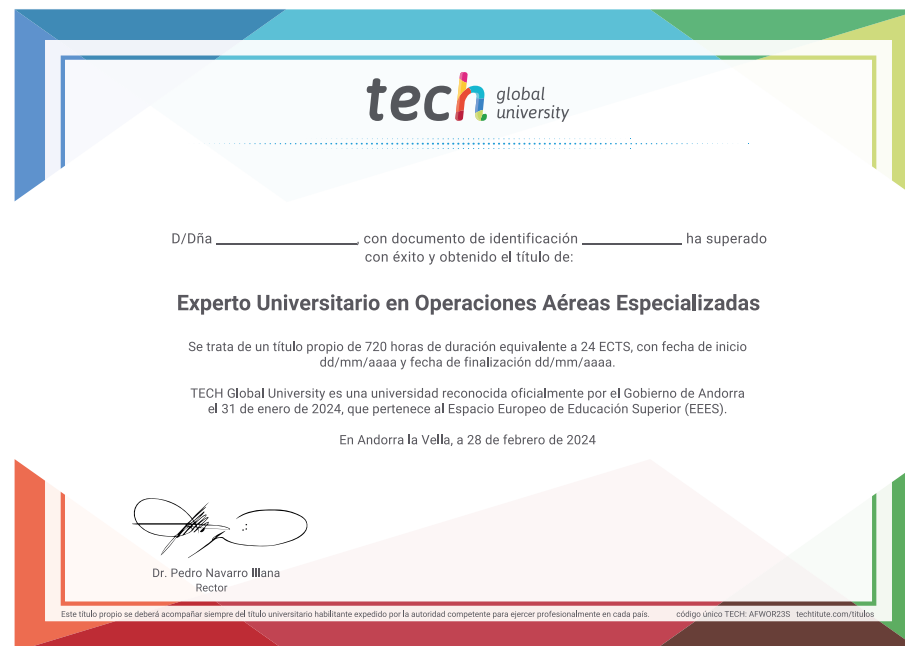 tech global university
D/Dña ____________________, con documento de identificación ______________ ha superado
con éxito y obtenido el título de:
Experto Universitario en Operaciones Aéreas Especializadas
Se trata de un título propio de 720 horas de duración equivalente a 24 ECTS, con fecha de inicio
dd/mm/aaaa y fecha de finalización dd/mm/aaaa.
TECH Global University es una universidad reconocida oficialmente por el Gobierno de Andorra
el 31 de enero de 2024, que pertenece al Espacio Europeo de Educación Superior (EEES).
En Andorra la Vella, a 28 de febrero de 2024
Dr. Pedro Navarro Illana
Rector
Este título propio se deberá acompañar siempre del título universitario habilitante expedido por la autoridad competente para ejercer profesionalmente en cada país. código único TECH: AFWOR23S techtitute.com/títulos